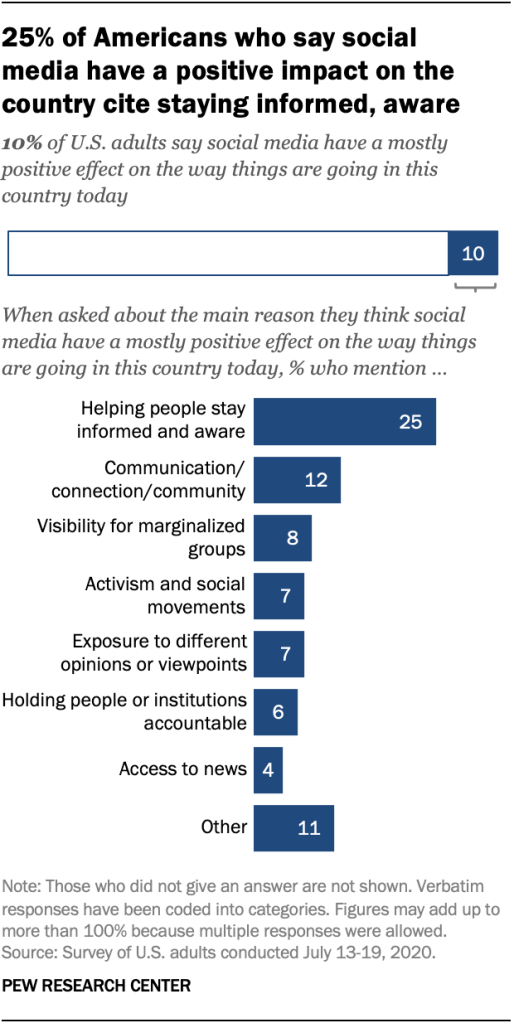 25% of Americans who say social
media have a positive impact on the
country cite staying informed, aware
10% of U.S. adults say social media have a mostly
positive effect on the way things are going in this
country today
10
When asked about the main reason they think social
media have a mostly positive effect on the way things
are going in this country today, % who mention ...
Helping people stay
informed and aware
25
Communication/
connection/community
12
Visibility for marginalized
groups
8
Activism and social
movements
7
Exposure to different
opinions or viewpoints
7
Holding people or institutions
accountable
6
Access to news
4
Other
11
Note: Those who did not give an answer are not shown. Verbatim
responses have been coded into categories. Figures may add up to
more than 100% because multiple responses were allowed.
Source: Survey of U.S. adults conducted July 13-19, 2020.
PEW RESEARCH CENTER